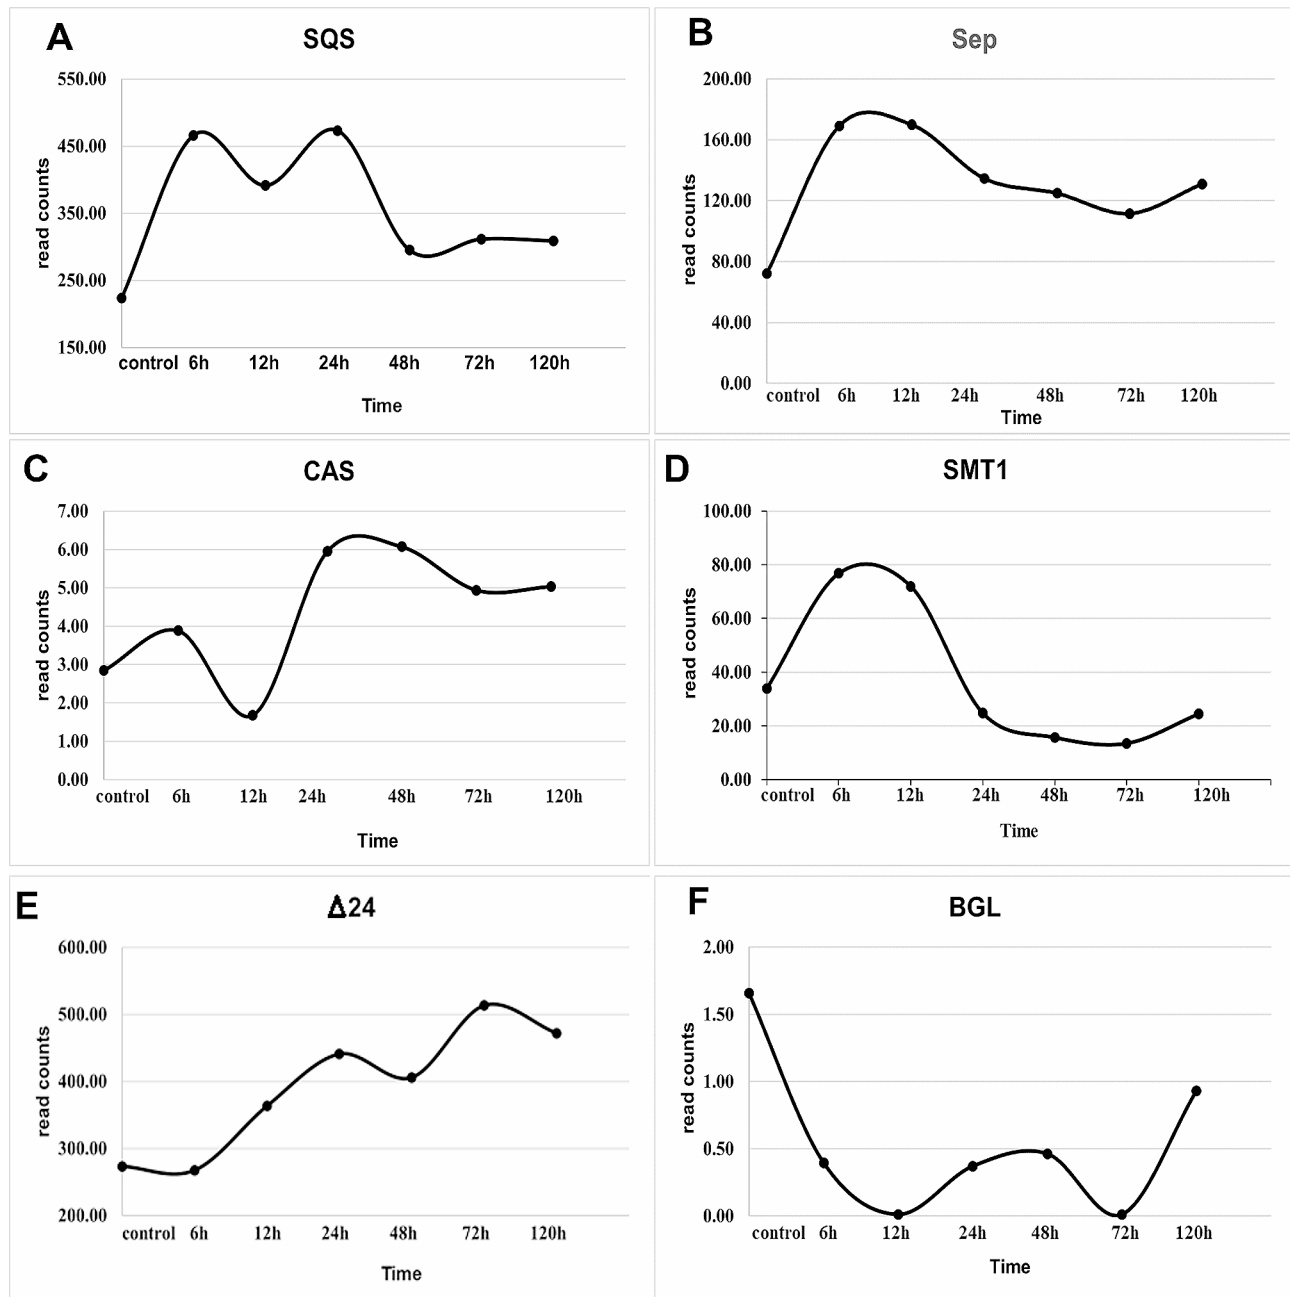 A
SQS
550.00
450.00
350.00
250.00
150.00
read counts
control 6h 12h 24h 48h 72h 120h
Time
B
Sep
200.00
160.00
120.00
80.00
40.00
0.00
read counts
control 6h 12h 24h 48h 72h 120h
Time
C
CAS
7.00
6.00
5.00
4.00
3.00
2.00
1.00
0.00
read counts
control 6h 12h 24h 48h 72h 120h
Time
D
SMT1
100.00
80.00
60.00
40.00
20.00
0.00
read counts
control 6h 12h 24h 48h 72h 120h
Time
E
Δ24
600.00
500.00
400.00
300.00
200.00
read counts
control 6h 12h 24h 48h 72h 120h
Time
F
BGL
2.00
1.50
1.00
0.50
0.00
read counts
control 6h 12h 24h 48h 72h 120h
Time